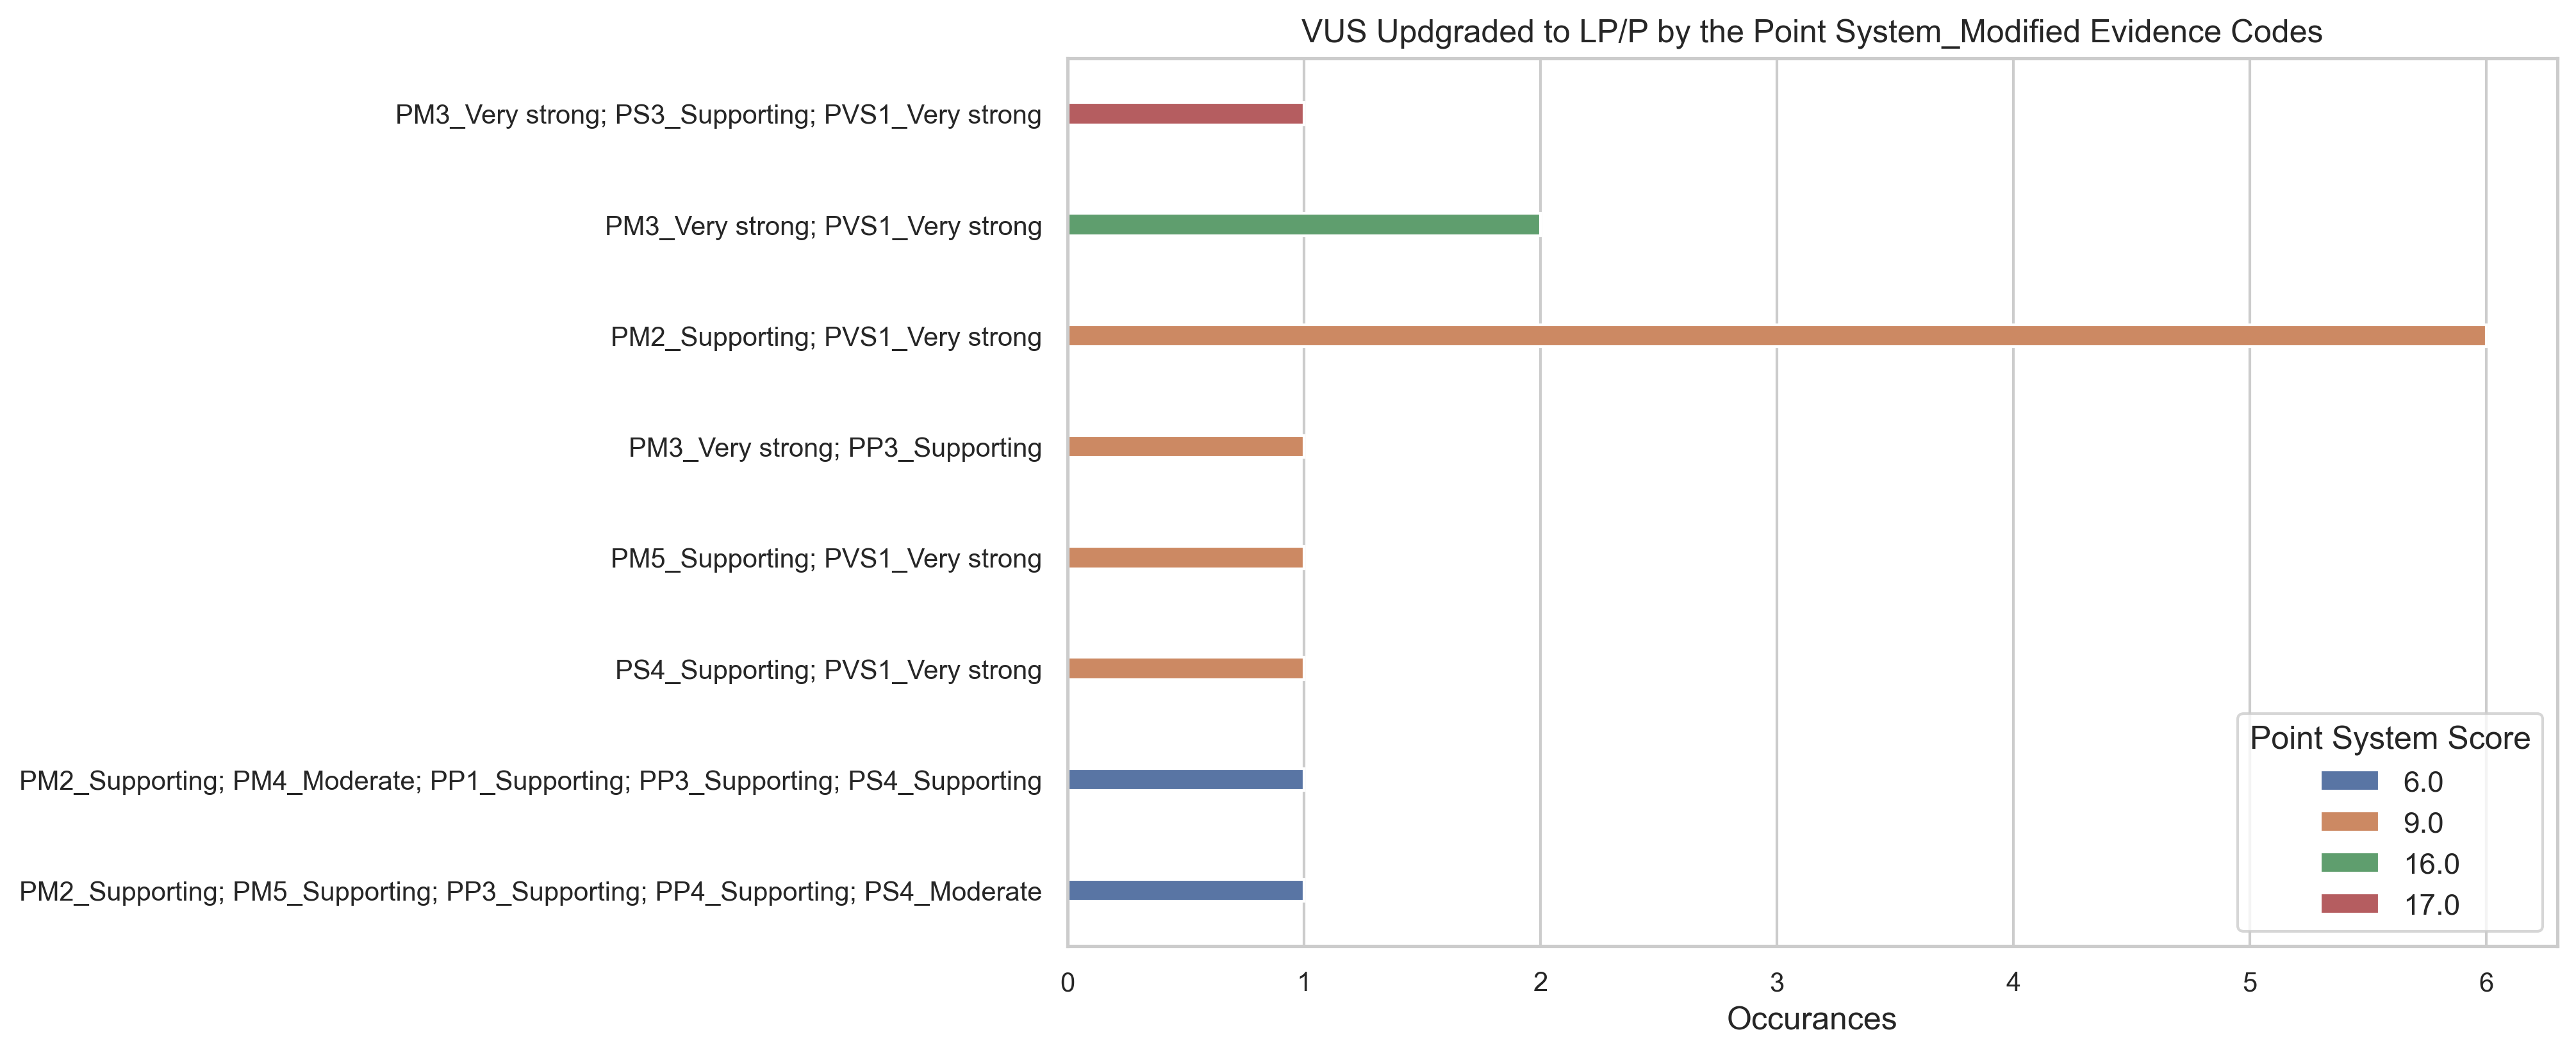 VUS Updgraded to LP/P by the Point System_Modified Evidence Codes
PM3_Very strong; PS3_Supporting; PVS1_Very strong
PM3_Very strong; PVS1_Very strong
PM2_Supporting; PVS1_Very strong
PM3_Very strong; PP3_Supporting
PM5_Supporting; PVS1_Very strong
PS4_Supporting; PVS1_Very strong
PM2_Supporting; PM4_Moderate; PP1_Supporting; PP3_Supporting; PS4_Supporting
PM2_Supporting; PM5_Supporting; PP3_Supporting; PP4_Supporting; PS4_Moderate
Point System Score
6.0
9.0
16.0
17.0
0 1 2 3 4 5 6
Occurances